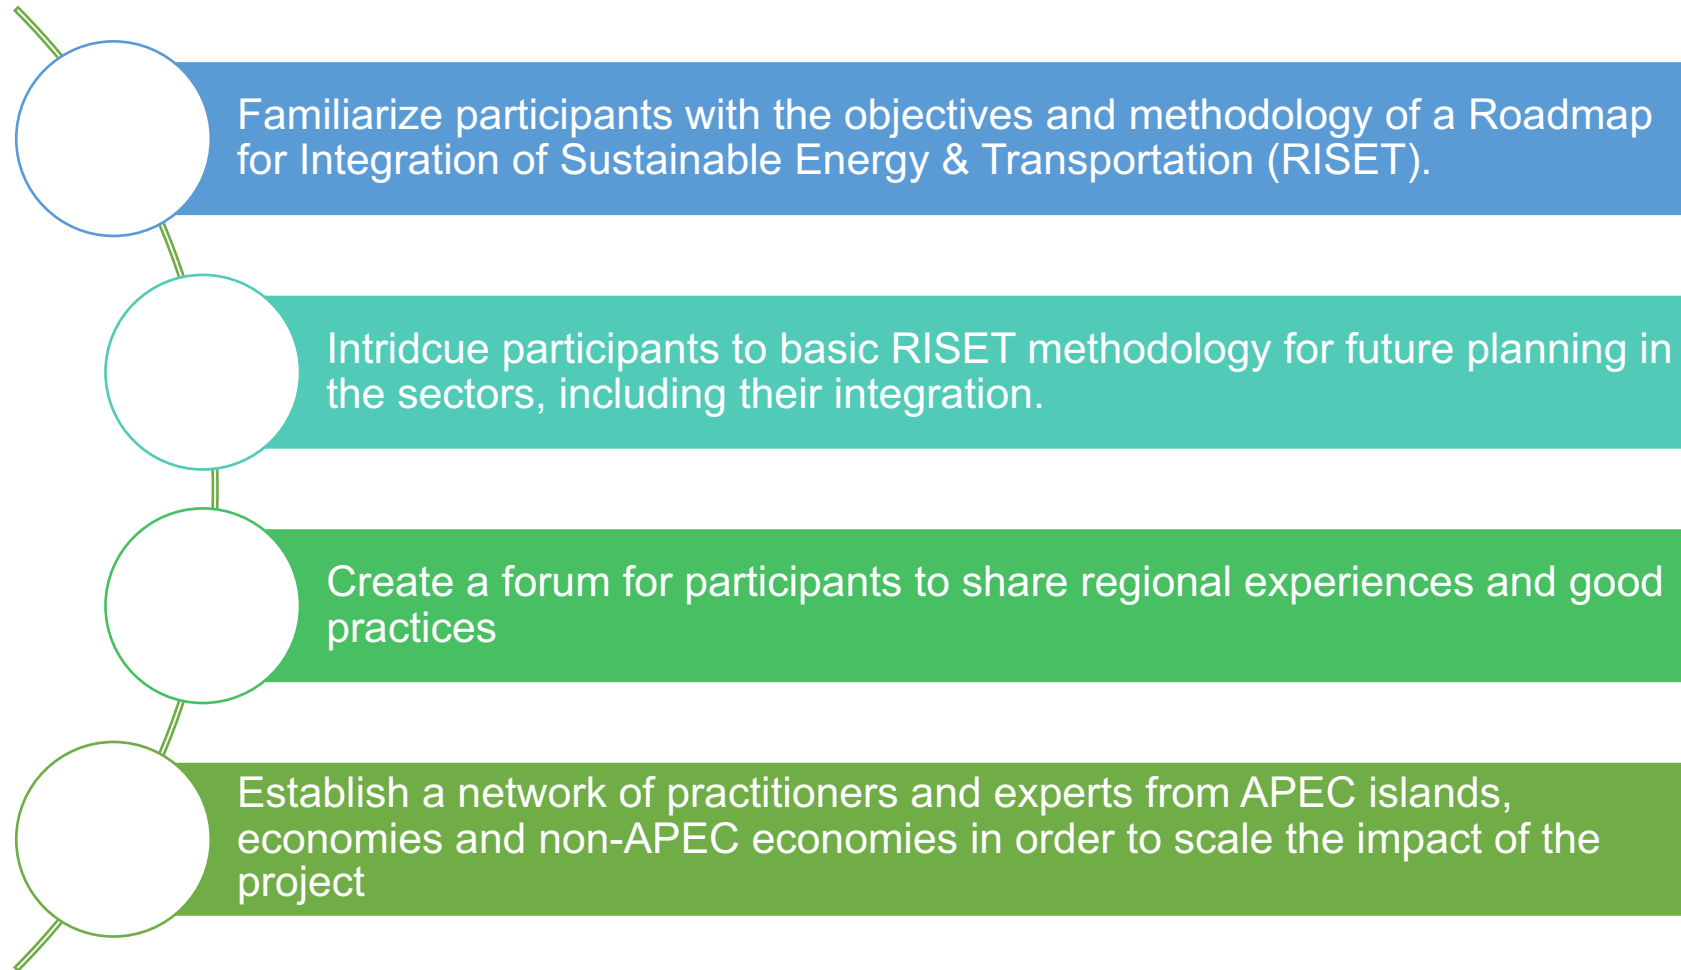 Familiarize participants with the objectives and methodology of a Roadmap
for Integration of Sustainable Energy & Transportation (RISET).
Intridcue participants to basic RISET methodology for future planning in
the sectors, including their integration.
Create a forum for participants to share regional experiences and good
practices
Establish a network of practitioners and experts from APEC islands,
economies and non-APEC economies in order to scale the impact of the
project